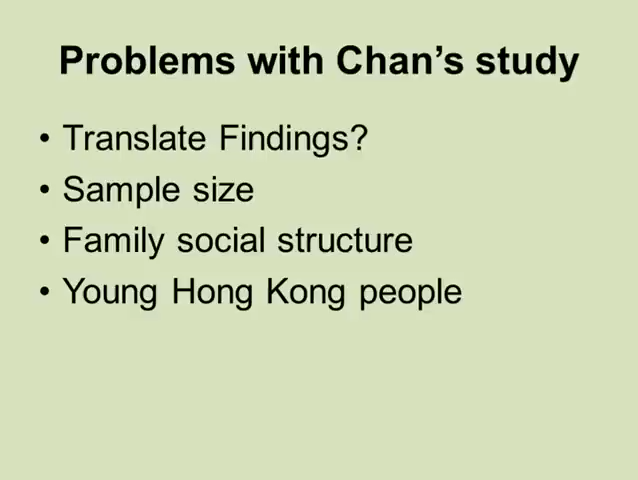 Problems with Chan’s study
• Translate Findings?
• Sample size
• Family social structure
• Young Hong Kong people